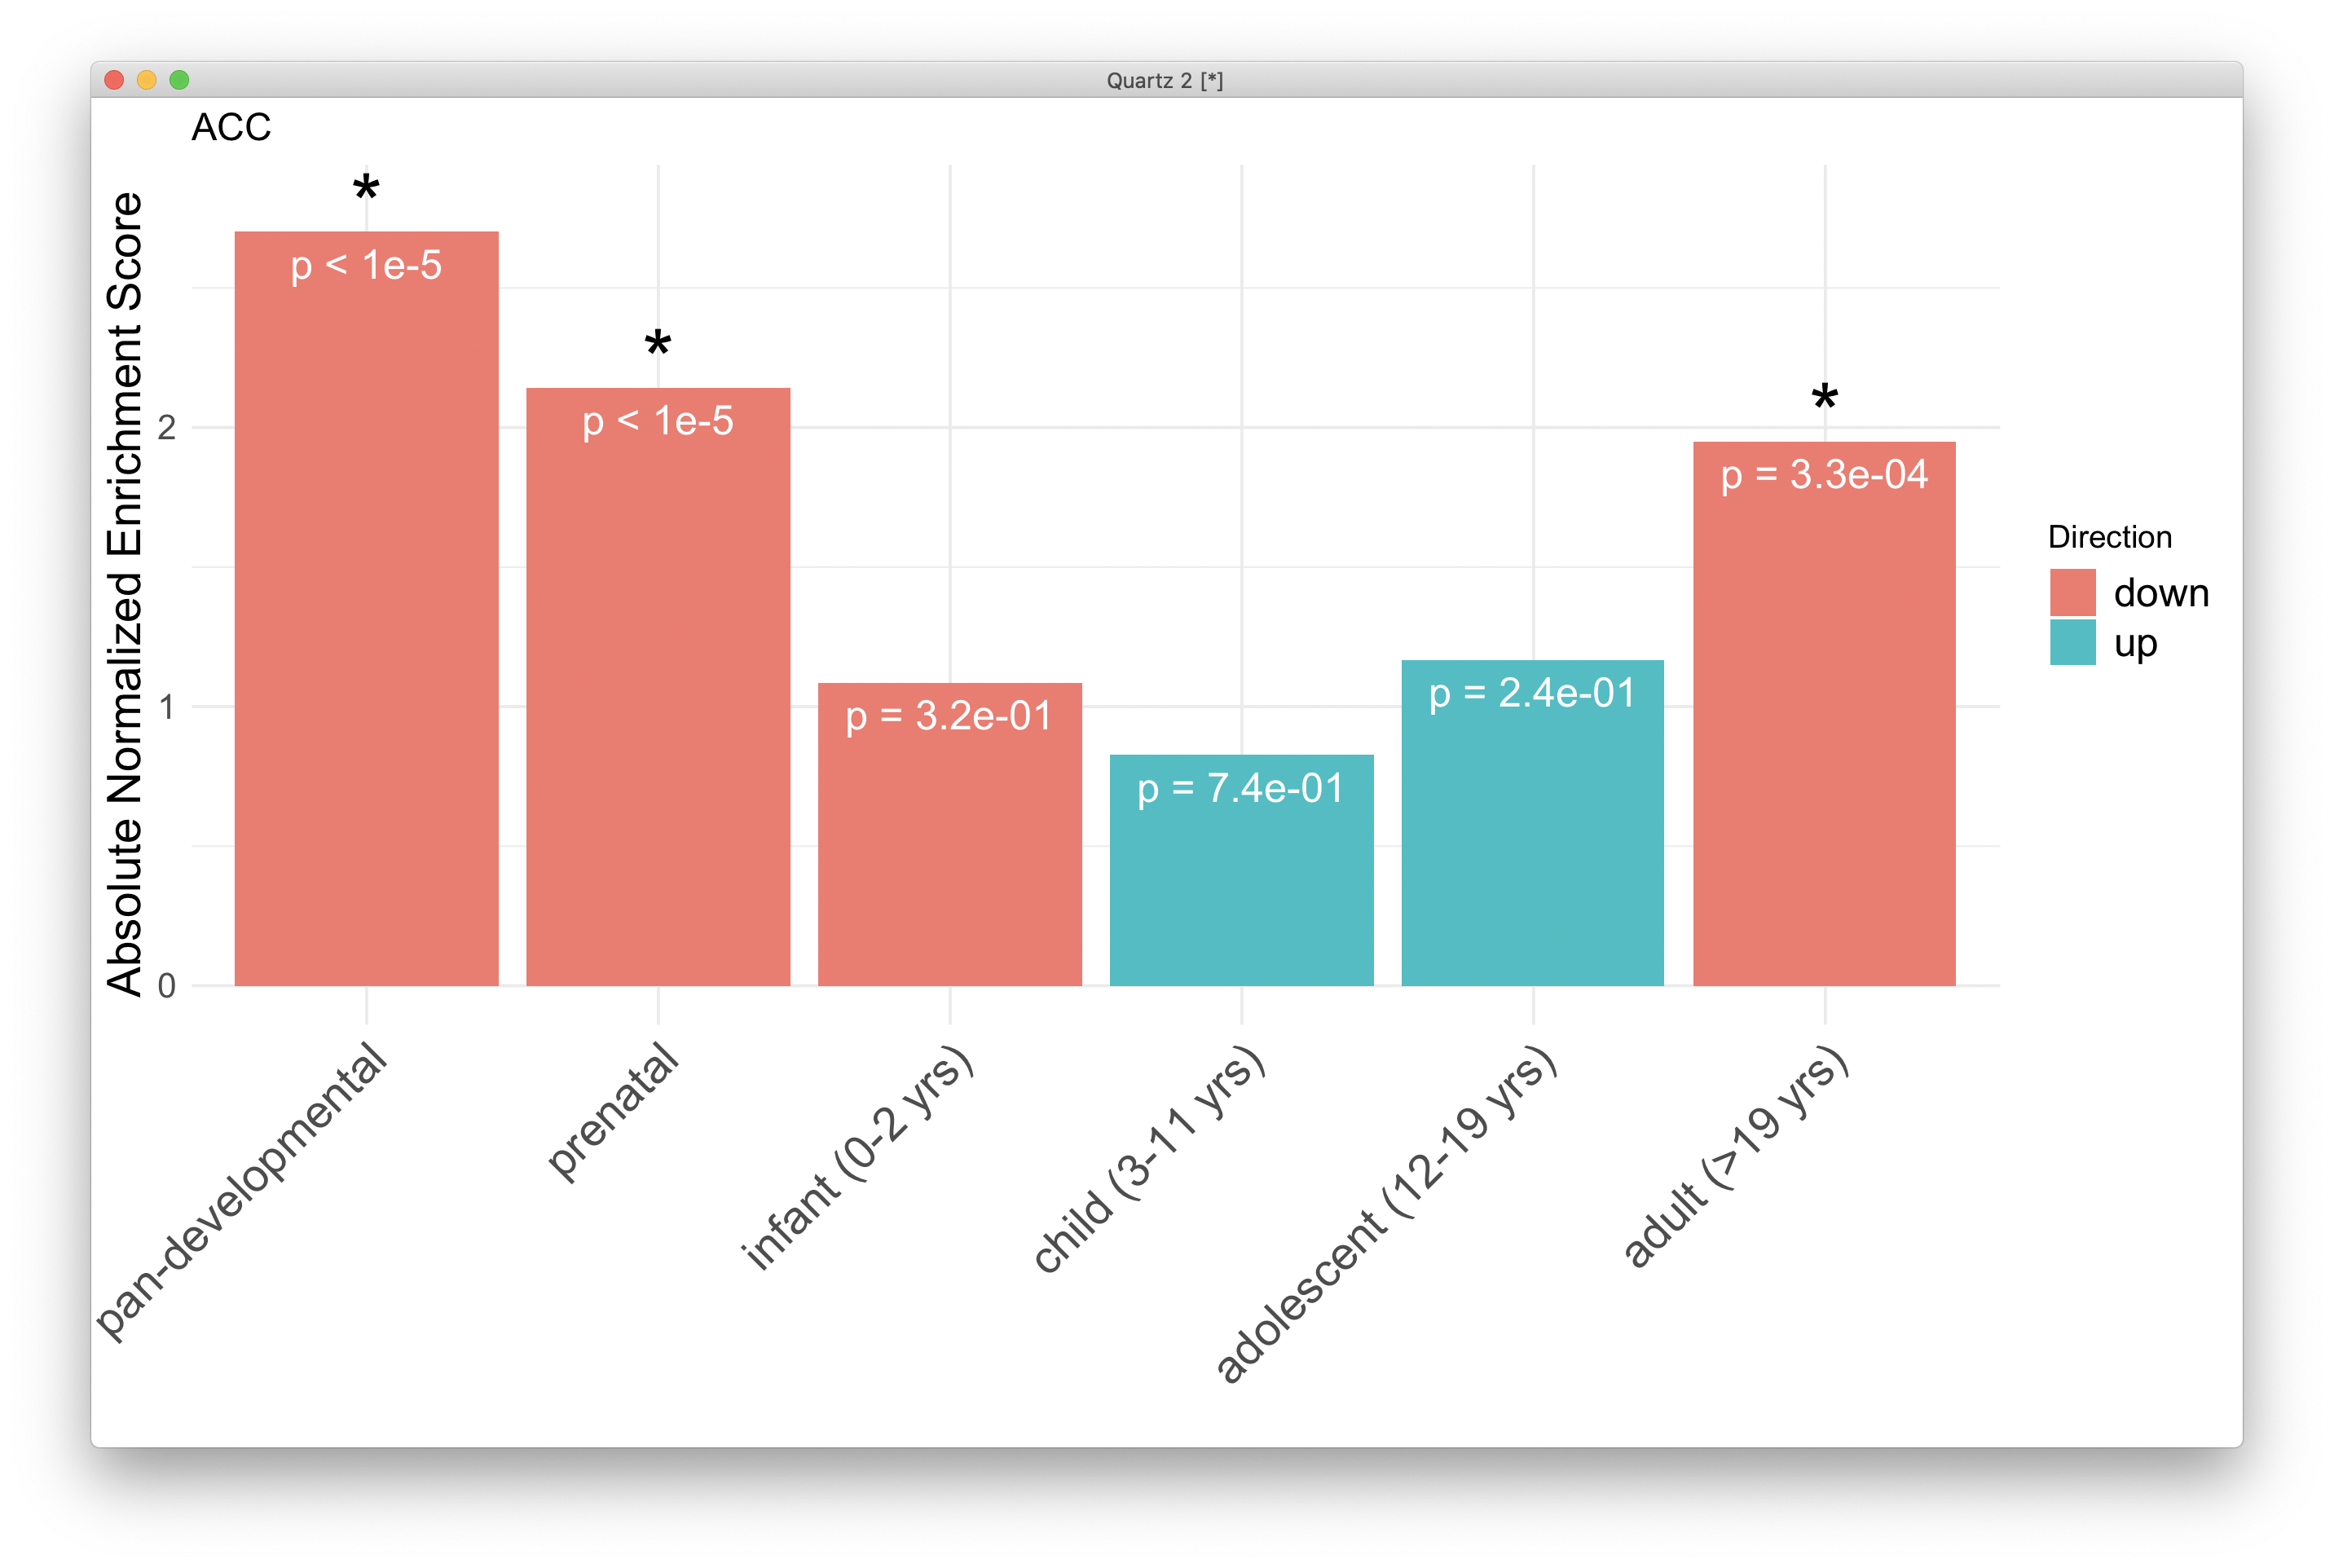 Quartz 2 [*]
ACC
Absolute Normalized Enrichment Score
2
1
0
*
p < 1e-5
*
p < 1e-5
p = 3.2e-01
p = 7.4e-01
p = 2.4e-01
*
p = 3.3e-04
pan-developmental
prenatal
infant (0-2 yrs)
child (3-11 yrs)
adolescent (12-19 yrs)
adult (>19 yrs)
Direction
down
up